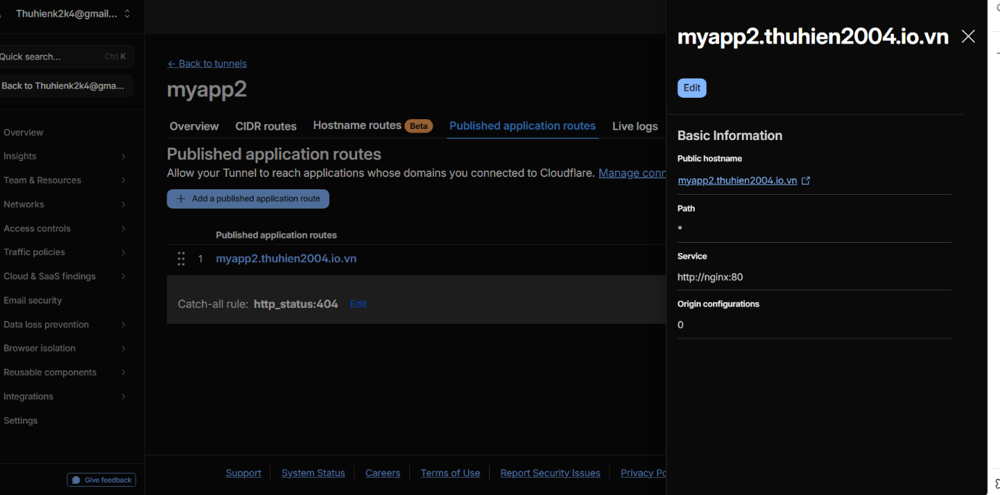 Thuhienk2k4@gmail...
Quick search... Ctrl K
Back to Thuhienk2k4@gma...
Overview
Insights
Team & Resources
Networks
Access controls
Traffic policies
Cloud & SaaS findings
Email security
Data loss prevention
Browser isolation
Reusable components
Integrations
Settings
Give feedback
← Back to tunnels
myapp2
Overview CIDR routes Hostname routes Beta Published application routes Live logs
Published application routes
Allow your Tunnel to reach applications whose domains you connected to Cloudflare. Manage conn
+ Add a published application route
Published application routes
1 myapp2.thuhien2004.io.vn
Catch-all rule: http_status:404 Edit
Support System Status Careers Terms of Use Report Security Issues Privacy Po
myapp2.thuhien2004.io.vn
Edit
Basic Information
Public hostname
myapp2.thuhien2004.io.vn
Path
*
Service
http://nginx:80
Origin configurations
0